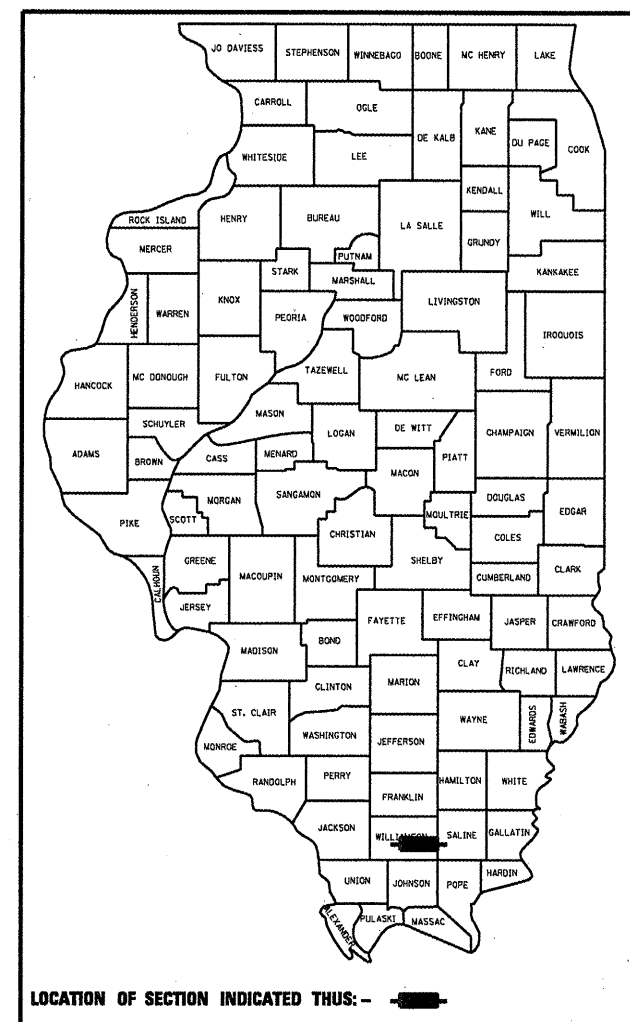 JO DAVIESS STEPHENSON WINNEBAGO BOONE MC HENRY LAKE
CARROLL OGLE DE KALB KANE DU PAGE COOK
WHITESIDE LEE KENDALL WILL
ROCK ISLAND HENRY BUREAU LA SALLE GRUNDY
MERCER PUTNAM KANKAKEE
STARK MARSHALL
HENDERSON WARREN KNOX PEORIA WOODFORD LIVINGSTON IROQUOIS
HANCOCK MC DONOUGH FULTON TAZEWELL MC LEAN FORD
MASON
SCHUYLER LOGAN DE WITT CHAMPAIGN VERMILION
ADAMS BROWN CASS MENARD MACON PIATT
MORGAN SANGAMON DOUGLAS EDGAR
PIKE SCOTT CHRISTIAN MOULTRIE COLES
GREENE SHELBY
CALHOUN MACOUPIN MONTGOMERY CUMBERLAND CLARK
JERSEY FAYETTE EFFINGHAM JASPER CRAWFORD
MADISON BOND
CLAY RICHLAND LAWRENCE
CLINTON MARION
ST. CLAIR WAYNE EDWARDS WABASH
MONROE WASHINGTON JEFFERSON
RANDOLPH PERRY HAMILTON WHITE
FRANKLIN
JACKSON WILLIAMSON SALINE GALLATIN
UNION JOHNSON POPE HARDIN
ALEXANDER PULASKI MASSAC
LOCATION OF SECTION INDICATED THUS: –